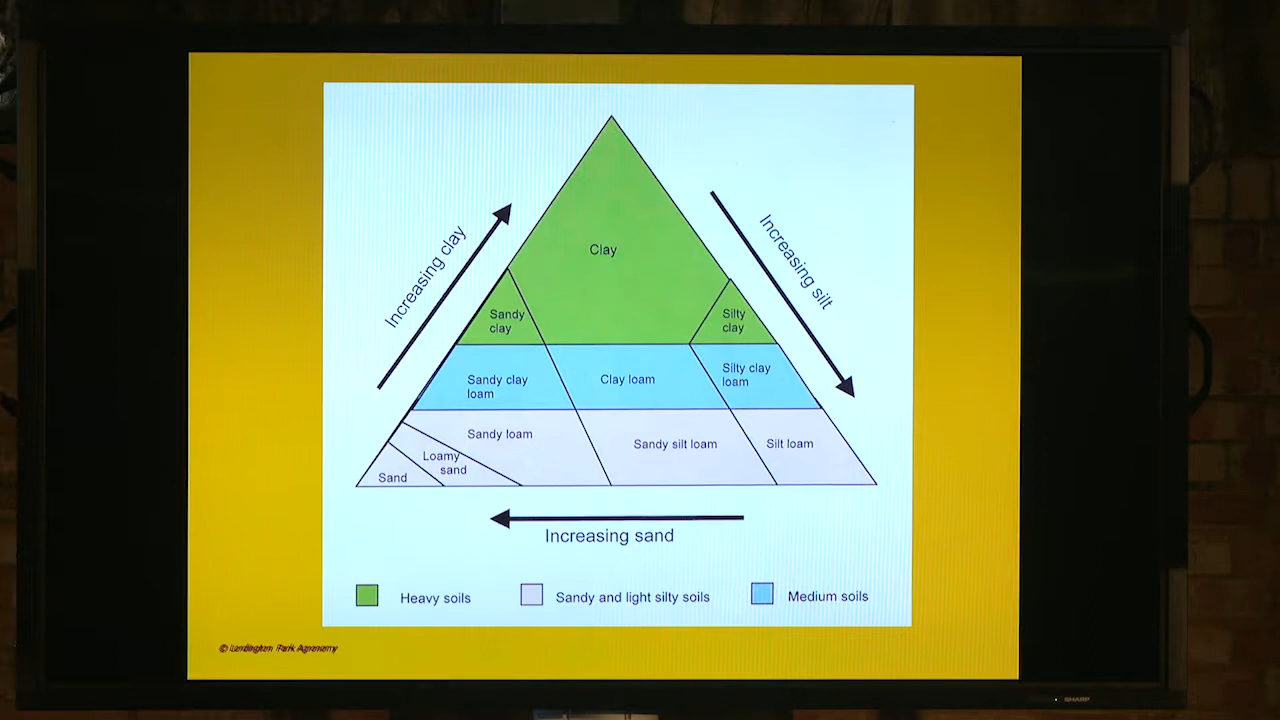 Clay
Increasing clay
Increasing silt
Sandy
clay
Silty
clay
Sandy clay
loam
Clay loam
Silty clay
loam
Sandy loam
Sandy silt loam
Silt loam
Loamy
sand
Sand
Increasing sand
Heavy soils
Sandy and light silty soils
Medium soils
© Park Agronomy
SHARP